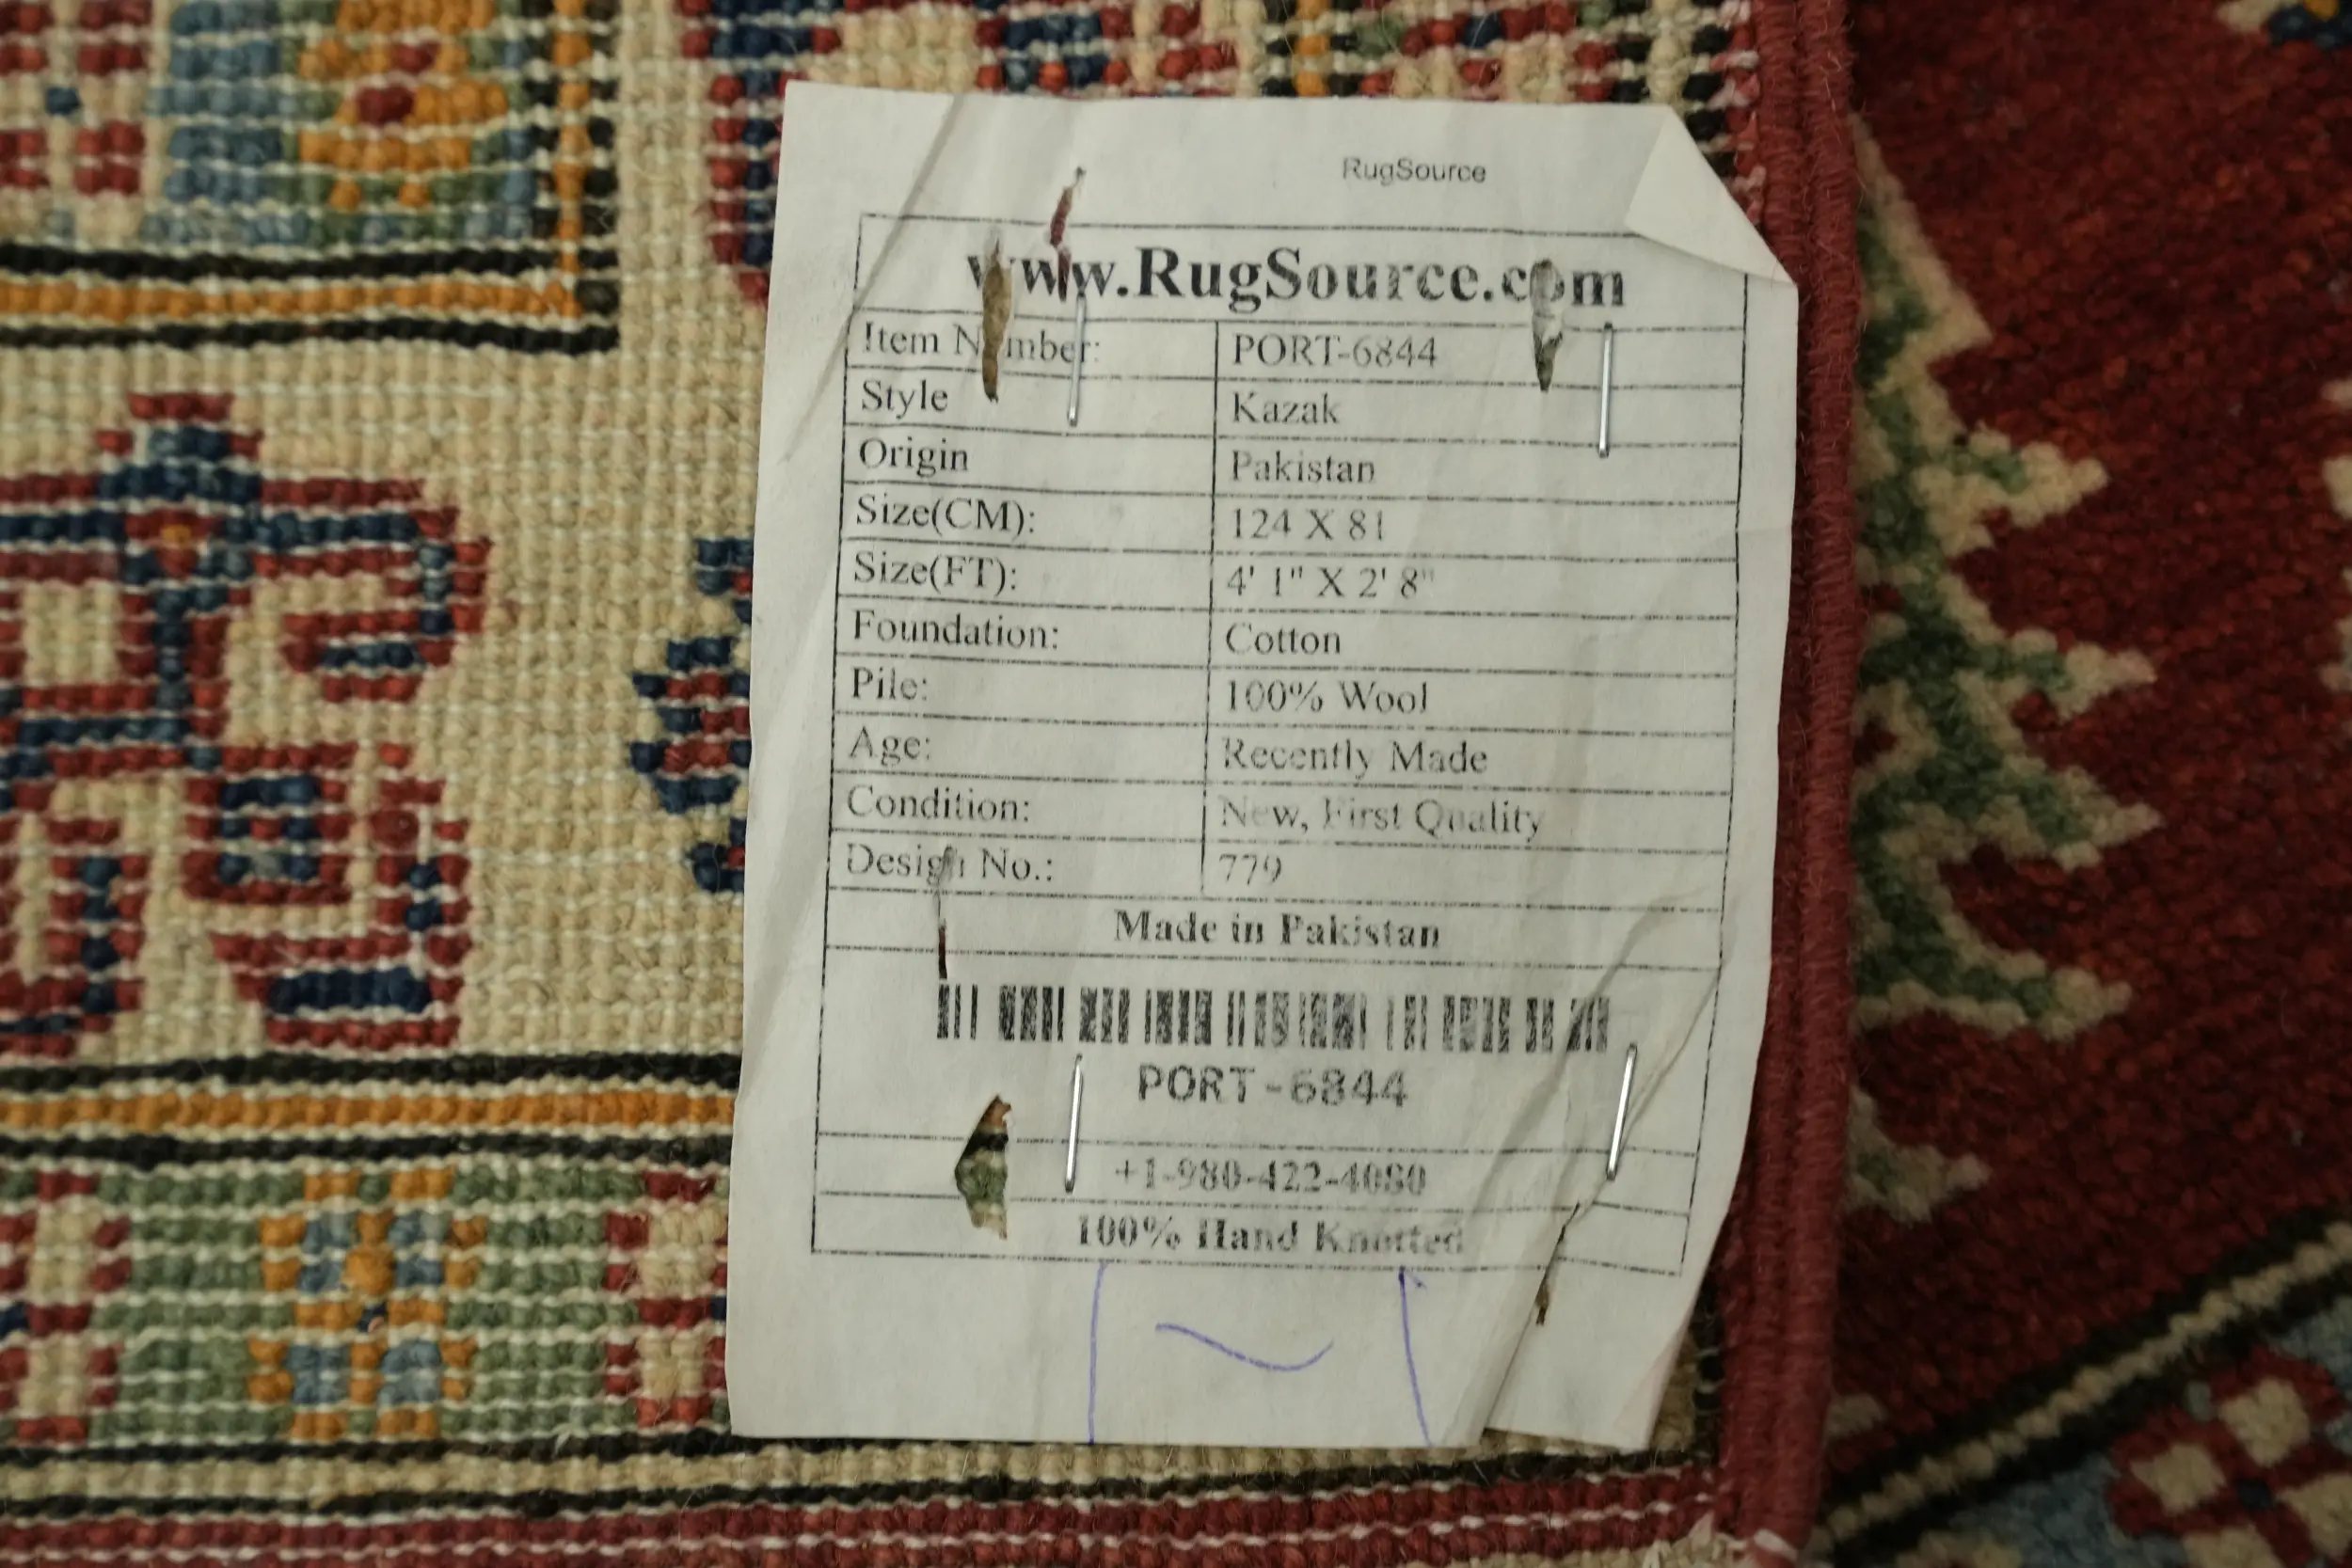 RugSource
www.RugSource.com
Item Number: PORT-6844
Style Kazak
Origin Pakistan
Size(CM): 124 X 81
Size(FT): 4' 1" X 2' 8"
Foundation: Cotton
Pile: 100% Wool
Age: Recently Made
Condition: New, First Quality
Design No.: 779
Made in Pakistan
PORT-6844
+1-980-422-4080
100% Hand Knotted